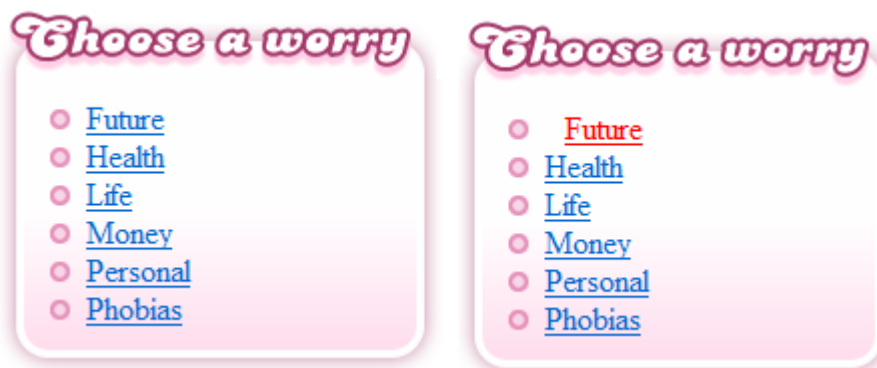 Choose a worry
Future
Health
Life
Money
Personal
Phobias
Choose a worry
Future
Health
Life
Money
Personal
Phobias